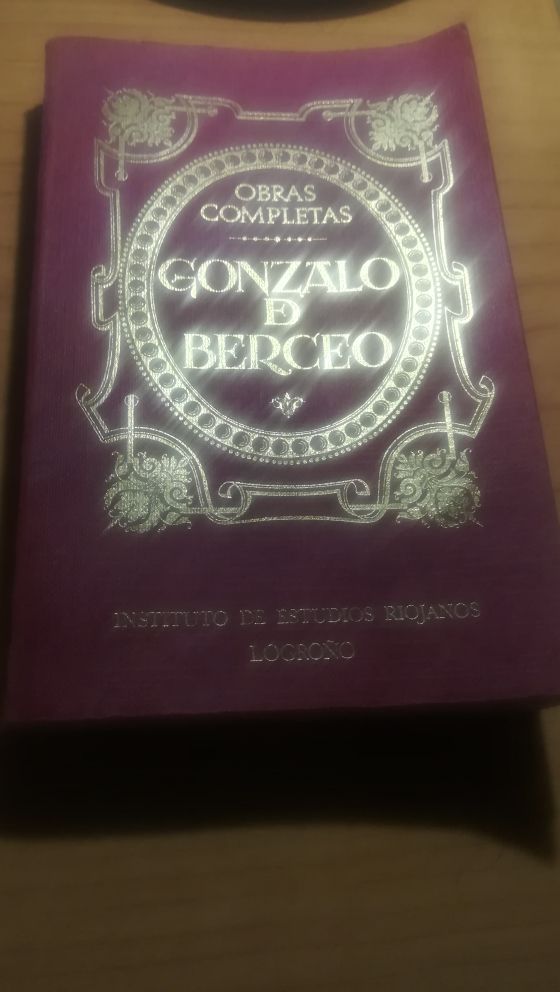 OBRAS
COMPLETAS
GONZALO
DE
BERCEO
INSTITUTO DE ESTUDIOS RIOJANOS
LOGROÑO